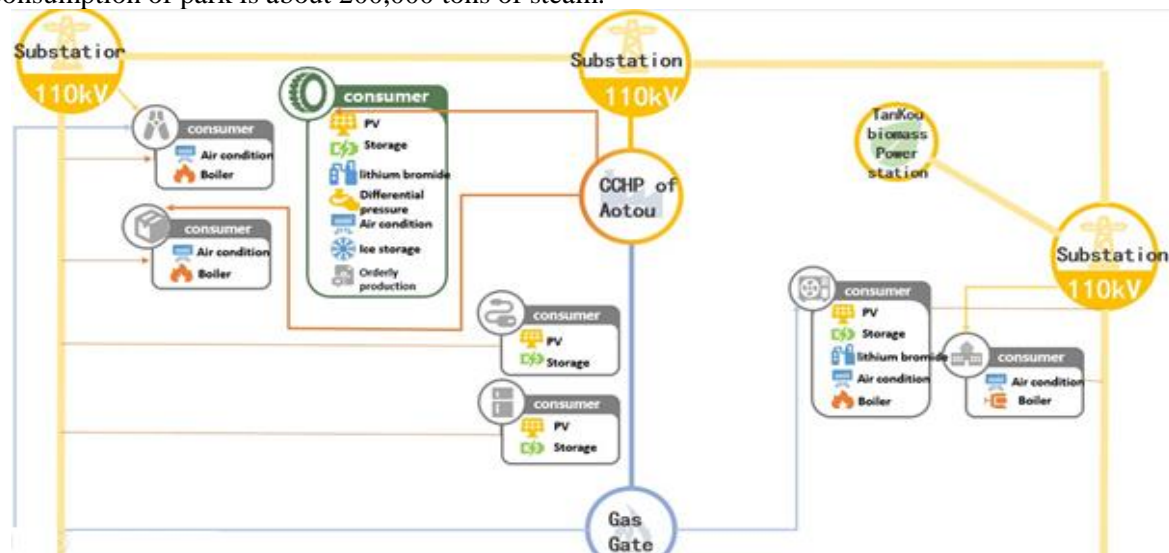 consumption of park is about 200,000 tons of steam.
Substation
110kV
Substation
110kV
consumer
PV
Storage
lithium bromide
Differential
pressure
Air condition
Ice storage
Orderly
production
consumer
Air condition
Boiler
consumer
Air condition
Boiler
CCHP of
Aotou
TanKou
biomass
Power
station
Substation
110kV
consumer
PV
Storage
consumer
PV
Storage
consumer
PV
Storage
lithium bromide
Air condition
Boiler
consumer
Air condition
Boiler
Gas
Gate